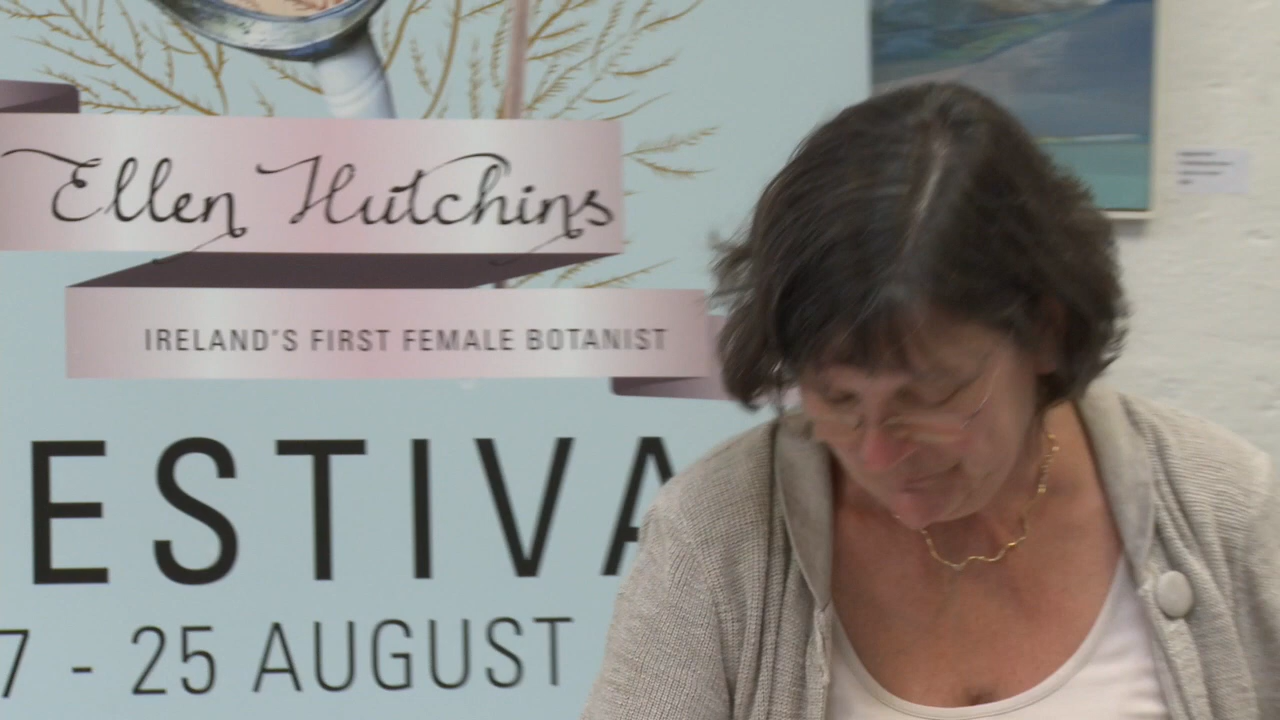 Ellen Hutchins
IRELAND'S FIRST FEMALE BOTANIST
ESTIVA
7 - 25 AUGUST